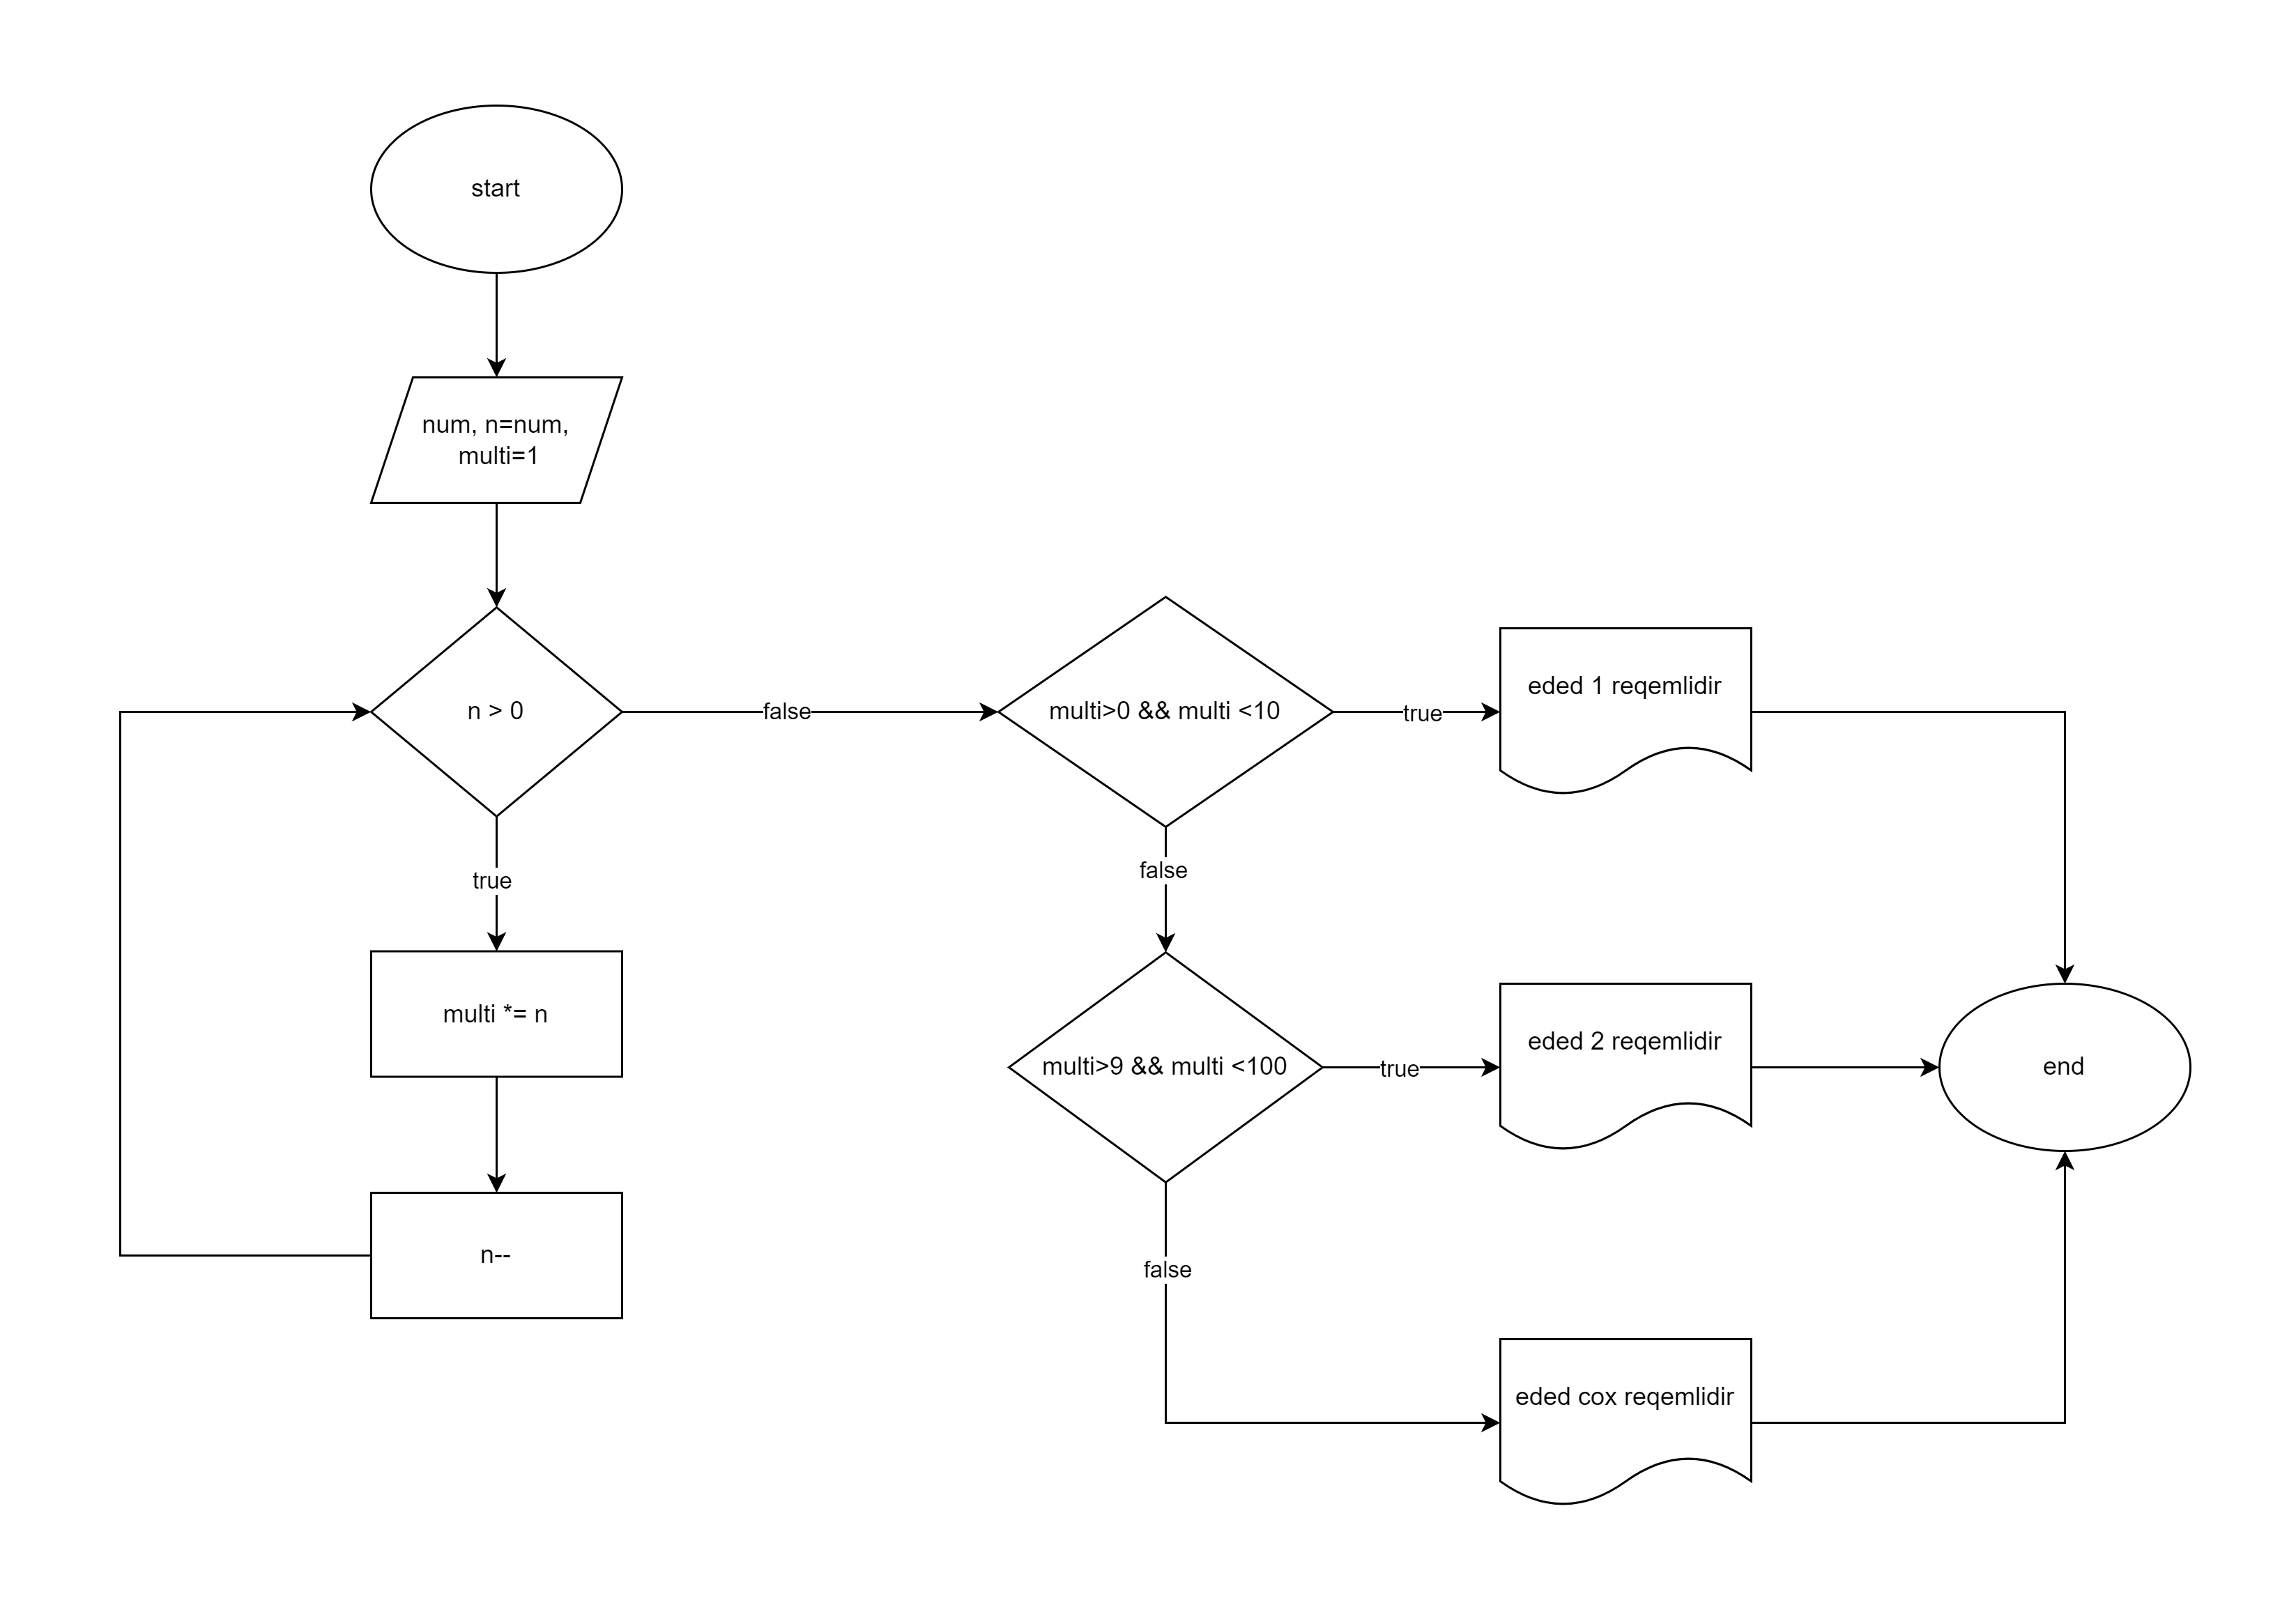 start
num, n=num,
multi=1
n > 0
false
true
multi *= n
n--
multi>0 && multi <10
true
eded 1 reqemlidir
false
multi>9 && multi <100
true
eded 2 reqemlidir
end
false
eded cox reqemlidir